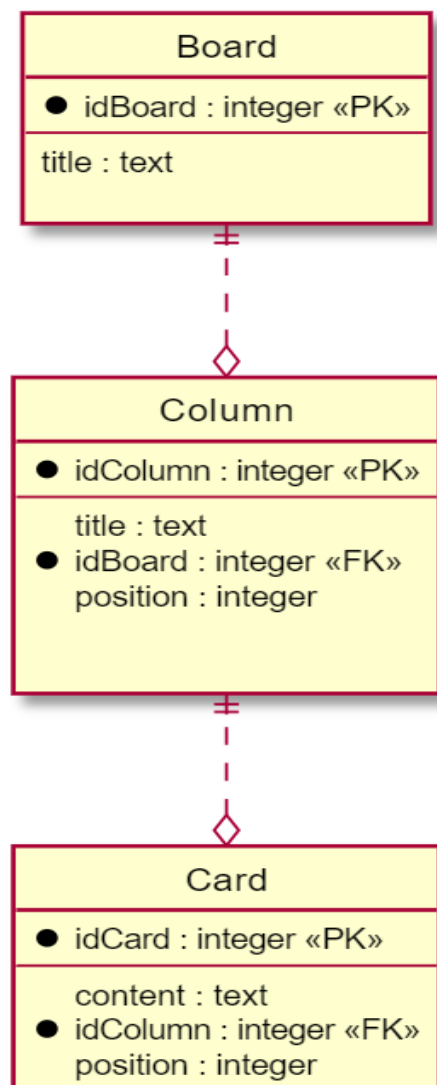 Board
idBoard : integer «PK»
title : text
Column
idColumn : integer «PK»
title : text
idBoard : integer «FK»
position : integer
Card
idCard : integer «PK»
content : text
idColumn : integer «FK»
position : integer